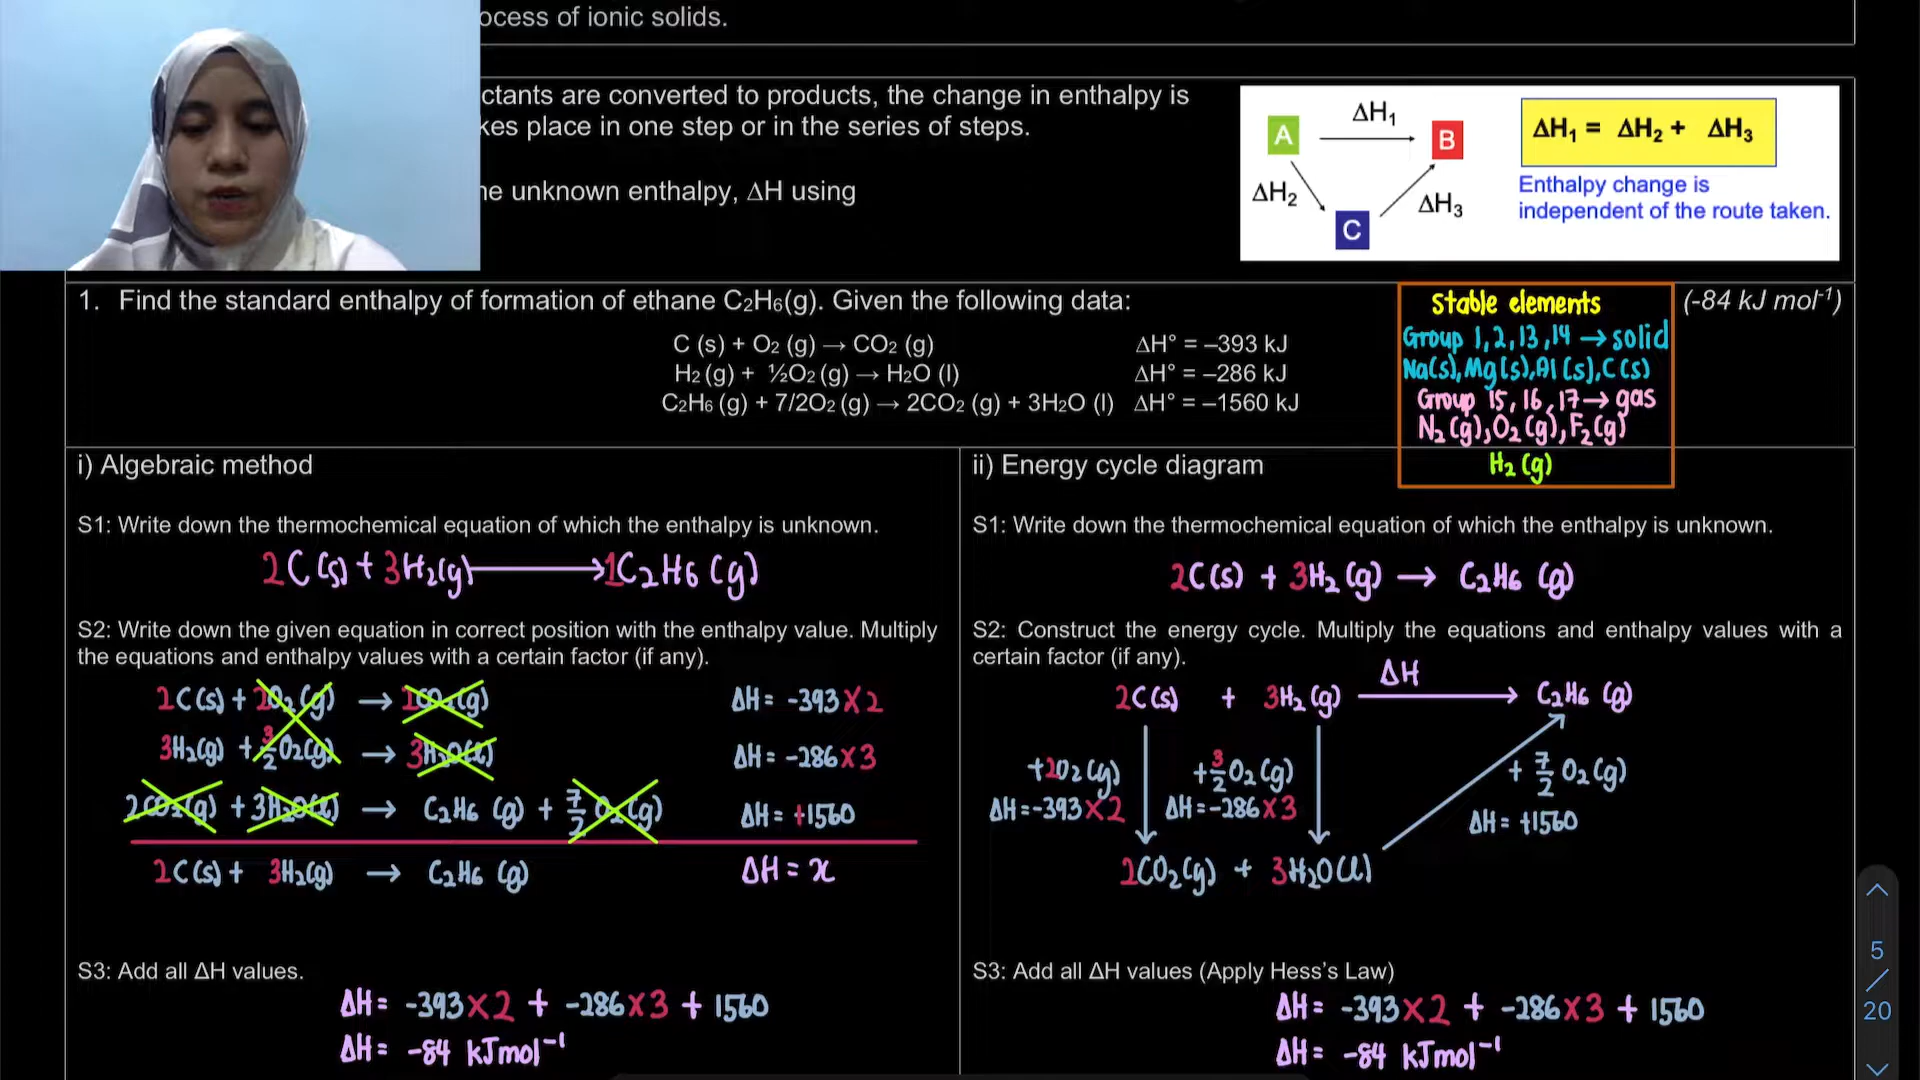 ocess of ionic solids.
ctants are converted to products, the change in enthalpy is
kes place in one step or in the series of steps.
ne unknown enthalpy, ΔH using
ΔH₁
A
B
ΔH₂
ΔH₃
C
ΔH₁ = ΔH₂ + ΔH₃
Enthalpy change is
independent of the route taken.
1. Find the standard enthalpy of formation of ethane C₂H₆(g). Given the following data:
(-84 kJ mol⁻¹)
C (s) + O₂ (g) → CO₂ (g) ΔH° = –393 kJ
H₂ (g) + ½O₂ (g) → H₂O (l) ΔH° = –286 kJ
C₂H₆ (g) + 7/2O₂ (g) → 2CO₂ (g) + 3H₂O (l) ΔH° = –1560 kJ
Stable elements
Group 1,2,13,14 → solid
Na(s), Mg(s), Al(s), C(s)
Group 15, 16, 17 → gas
N₂(g), O₂(g), F₂(g)
H₂(g)
i) Algebraic method
S1: Write down the thermochemical equation of which the enthalpy is unknown.
2C(s) + 3H₂(g) → 1C₂H₆(g)
S2: Write down the given equation in correct position with the enthalpy value. Multiply
the equations and enthalpy values with a certain factor (if any).
2C(s) + 2O₂(g) → 2CO₂(g) ΔH = -393 × 2
3H₂(g) + 3/2 O₂(g) → 3H₂O(l) ΔH = -286 × 3
2CO₂(g) + 3H₂O(l) → C₂H₆(g) + 7/2 O₂(g) ΔH = +1560
2C(s) + 3H₂(g) → C₂H₆(g) ΔH = x
S3: Add all ΔH values.
ΔH = -393 × 2 + -286 × 3 + 1560
ΔH = -84 kJmol⁻¹
ii) Energy cycle diagram
S1: Write down the thermochemical equation of which the enthalpy is unknown.
2C(s) + 3H₂(g) → C₂H₆(g)
S2: Construct the energy cycle. Multiply the equations and enthalpy values with a
certain factor (if any).
ΔH
2C(s) + 3H₂(g) → C₂H₆(g)
+2O₂(g) +3/2 O₂(g) + 7/2 O₂(g)
ΔH = -393 × 2 ΔH = -286 × 3 ΔH = +1560
2CO₂(g) + 3H₂O(l)
S3: Add all ΔH values (Apply Hess's Law)
ΔH = -393 × 2 + -286 × 3 + 1560
ΔH = -84 kJmol⁻¹
5
/
20